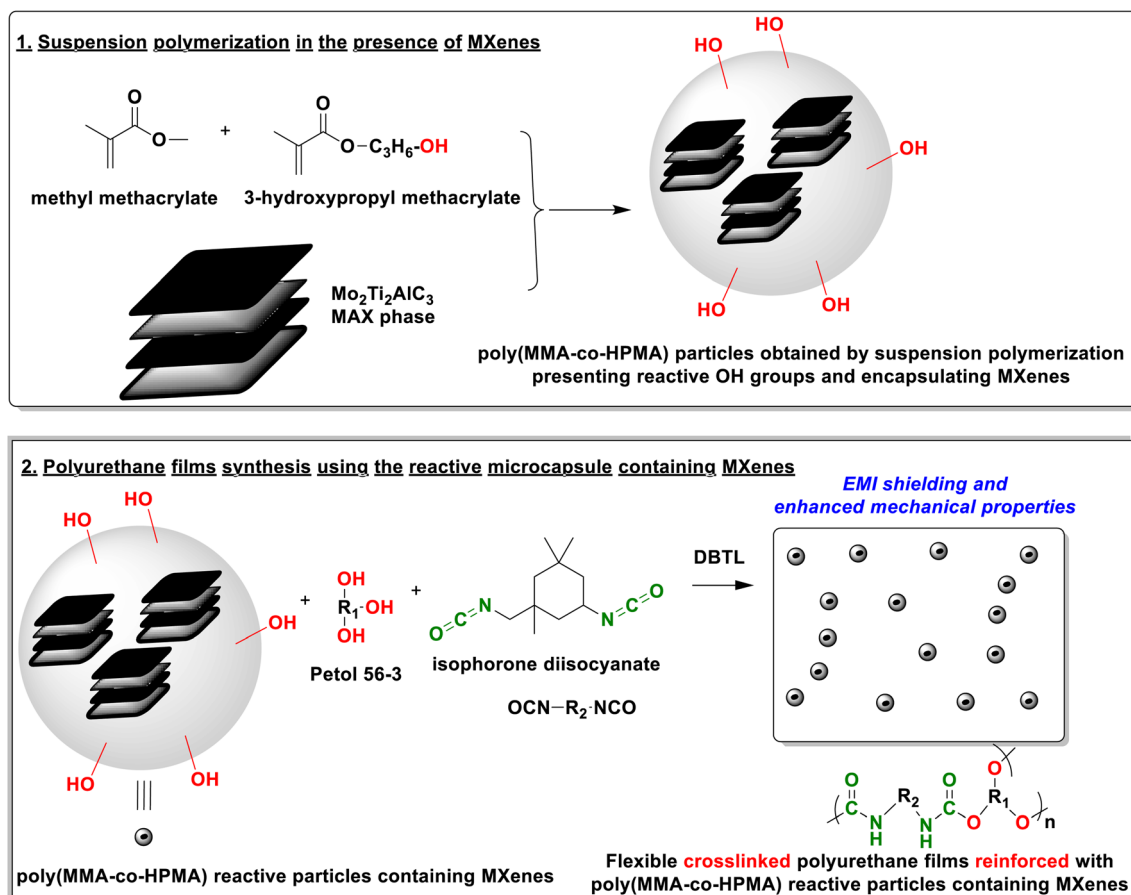 1. Suspension polymerization in the presence of MXenes
O
O
+
O
O–C3H6-OH
methyl methacrylate
3-hydroxypropyl methacrylate
Mo2Ti2AlC3
MAX phase
HO
HO
OH
HO
OH
poly(MMA-co-HPMA) particles obtained by suspension polymerization
presenting reactive OH groups and encapsulating MXenes
2. Polyurethane films synthesis using the reactive microcapsule containing MXenes
HO
HO
OH
HO
OH
+
OH
R1-OH
OH
Petol 56-3
+
O=C=N
N=C=O
isophorone diisocyanate
OCN–R2-NCO
DBTL
EMI shielding and
enhanced mechanical properties
poly(MMA-co-HPMA) reactive particles containing MXenes
O
C
N
H
R2
N
H
O
C
O
R1
O
O
n
Flexible crosslinked polyurethane films reinforced with
poly(MMA-co-HPMA) reactive particles containing MXenes